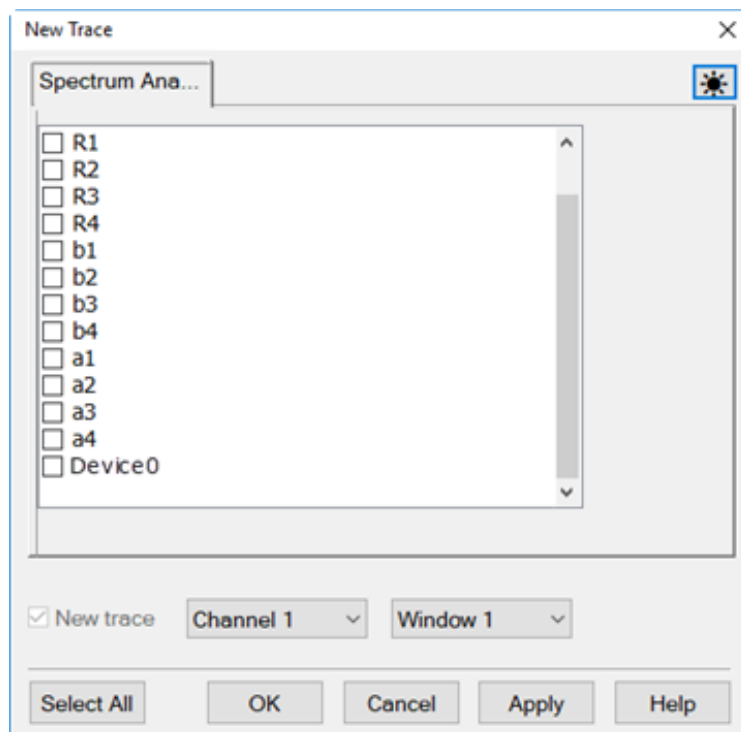 New Trace
Spectrum Ana...
R1
R2
R3
R4
b1
b2
b3
b4
a1
a2
a3
a4
Device0
New trace Channel 1 Window 1
Select All OK Cancel Apply Help